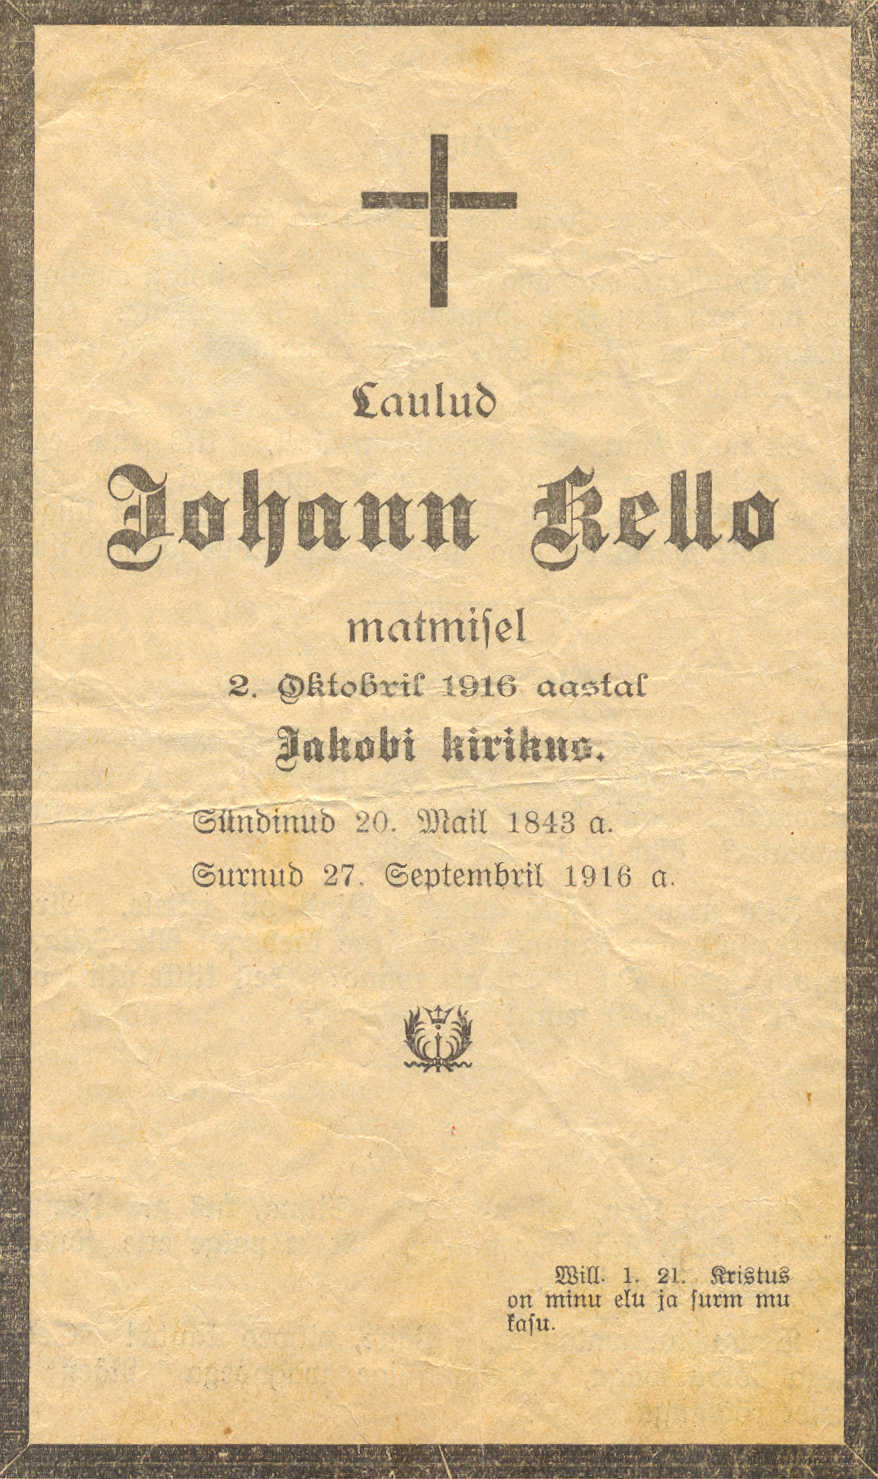 Laulud
Johann Kello
matmisel
2. Oktobril 1916 aastal
Jakobi kirikus.
Sündinud 20. Mail 1843 a.
Surnud 27. Septembril 1916 a.
Will. 1. 21. Kristus
on minu elu ja surm mu
kasu.